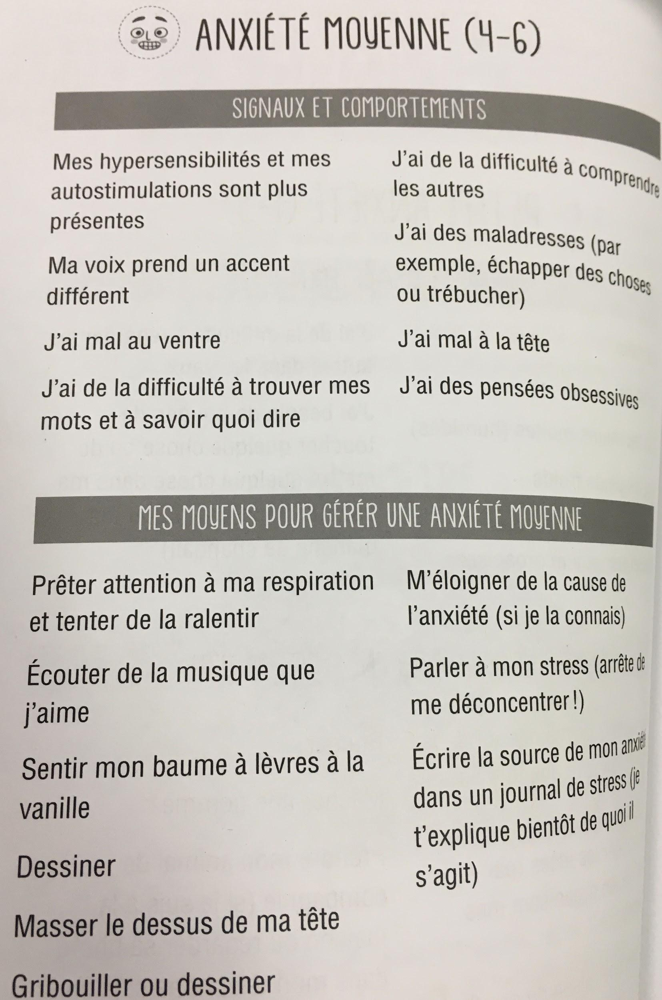 ANXIÉTÉ MOYENNE (4-6)
SIGNAUX ET COMPORTEMENTS
Mes hypersensibilités et mes
autostimulations sont plus
présentes
Ma voix prend un accent
différent
J'ai mal au ventre
J'ai de la difficulté à trouver mes
mots et à savoir quoi dire
J'ai de la difficulté à comprendre
les autres
J'ai des maladresses (par
exemple, échapper des choses
ou trébucher)
J'ai mal à la tête
J'ai des pensées obsessives
MES MOYENS POUR GÉRÉR UNE ANXIÉTÉ MOYENNE
Prêter attention à ma respiration
et tenter de la ralentir
Écouter de la musique que
j'aime
Sentir mon baume à lèvres à la
vanille
Dessiner
Masser le dessus de ma tête
Gribouiller ou dessiner
M'éloigner de la cause de
l'anxiété (si je la connais)
Parler à mon stress (arrête de
me déconcentrer !)
Écrire la source de mon anxiété
dans un journal de stress (je
t'explique bientôt de quoi il
s'agit)